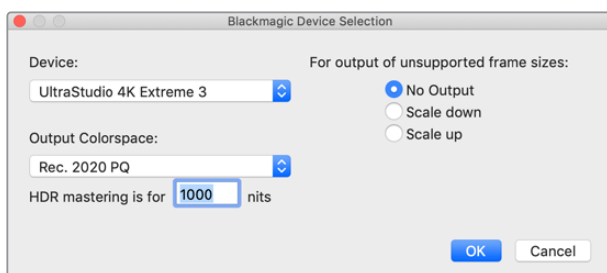 Blackmagic Device Selection
Device:
UltraStudio 4K Extreme 3
Output Colorspace:
Rec. 2020 PQ
HDR mastering is for 1000 nits
For output of unsupported frame sizes:
No Output
Scale down
Scale up
OK Cancel